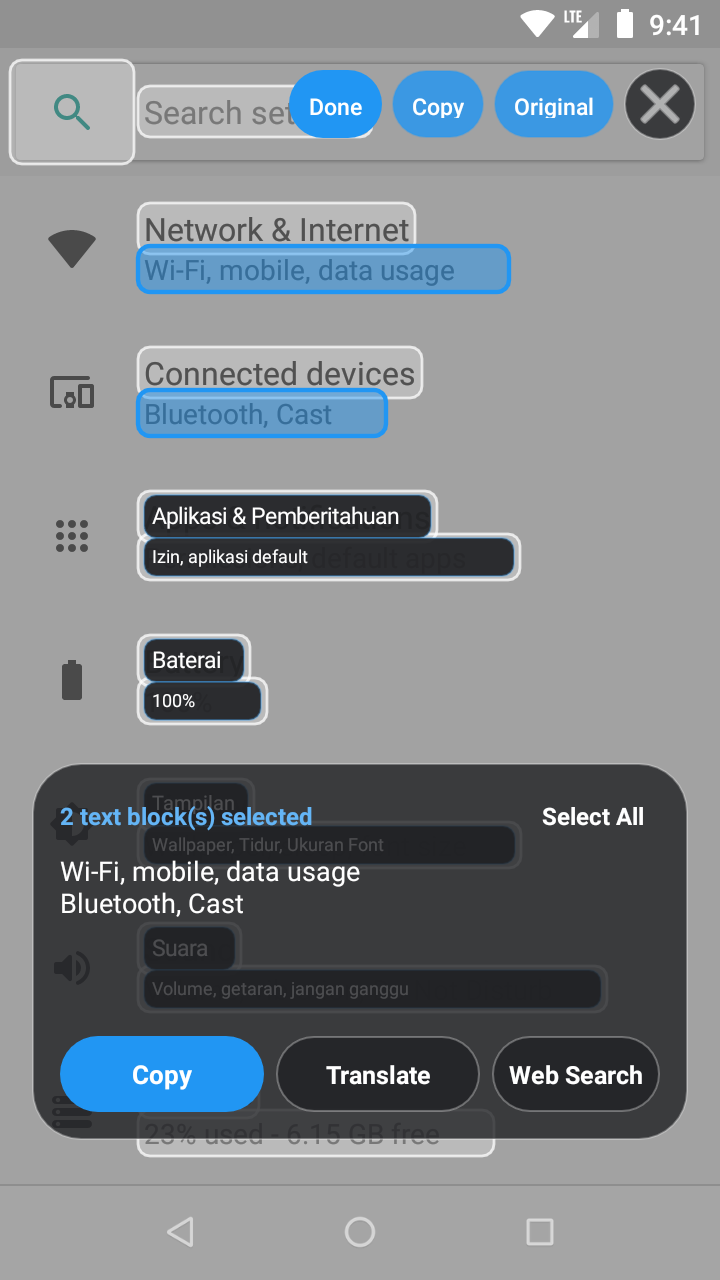 LTE 9:41
Search set
Done
Copy
Original
Network & Internet
Wi-Fi, mobile, data usage
Connected devices
Bluetooth, Cast
Aplikasi & Pemberitahuan
Izin, aplikasi default
default apps
Baterai
100%
Tampilan
2 text block(s) selected
Select All
Wallpaper, Tidur, Ukuran Font
Wi-Fi, mobile, data usage
Bluetooth, Cast
Suara
Volume, getaran, jangan ganggu
Copy
Translate
Web Search
23% used - 6.15 GB free